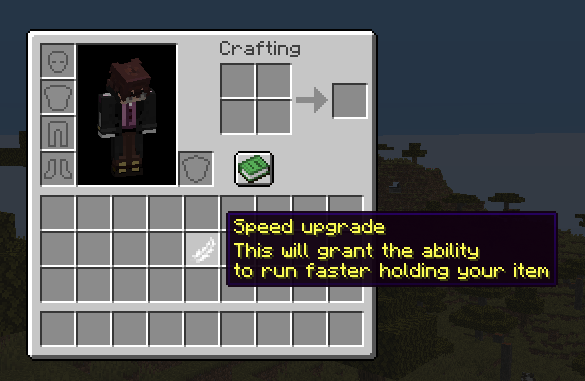 Crafting
Speed upgrade
This will grant the ability
to run faster holding your item